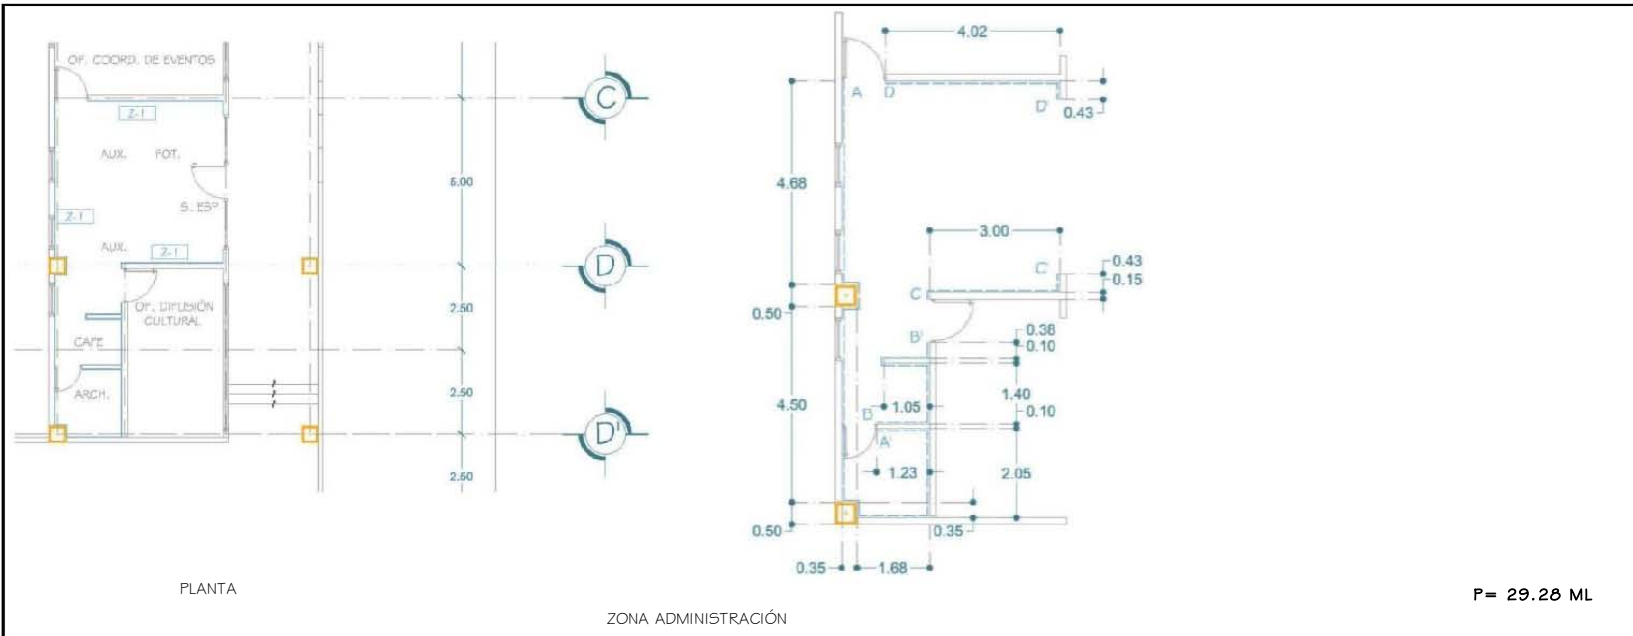 OF. COORD. DE EVENTOS
Z-1
AUX. FOT.
S. ESP
Z-1
AUX.
Z-1
OF. DIFUSIÓN
CULTURAL
CAFE
ARCH.
5.00
2.50
2.50
2.50
C
D
D'
4.02
A D
D'
0.43
4.68
3.00
C'
0.43
0.15
C
0.50
B'
0.38
0.10
1.40
4.50
1.05
B
0.10
A'
1.23
2.05
0.50
0.35
0.35
1.68
PLANTA
ZONA ADMINISTRACIÓN
P= 29.28 ML